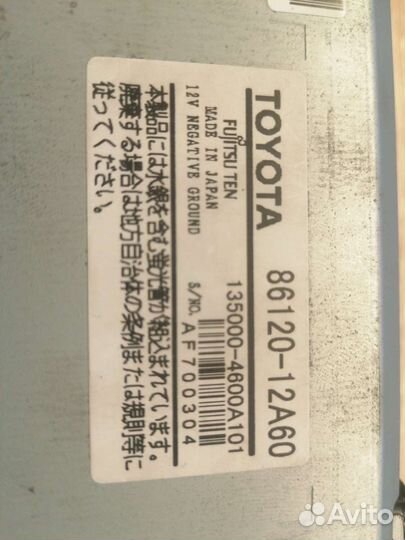 TOYOTA 86120-12A60
FUJITSU TEN 135000-4600A101
MADE IN JAPAN
12V NEGATIVE GROUND S/NO. AF700304
本製品には水銀を含む蛍光管が組込まれています。
廃棄する場合は地方自治体の条例または規則等に
従ってください。
Avito